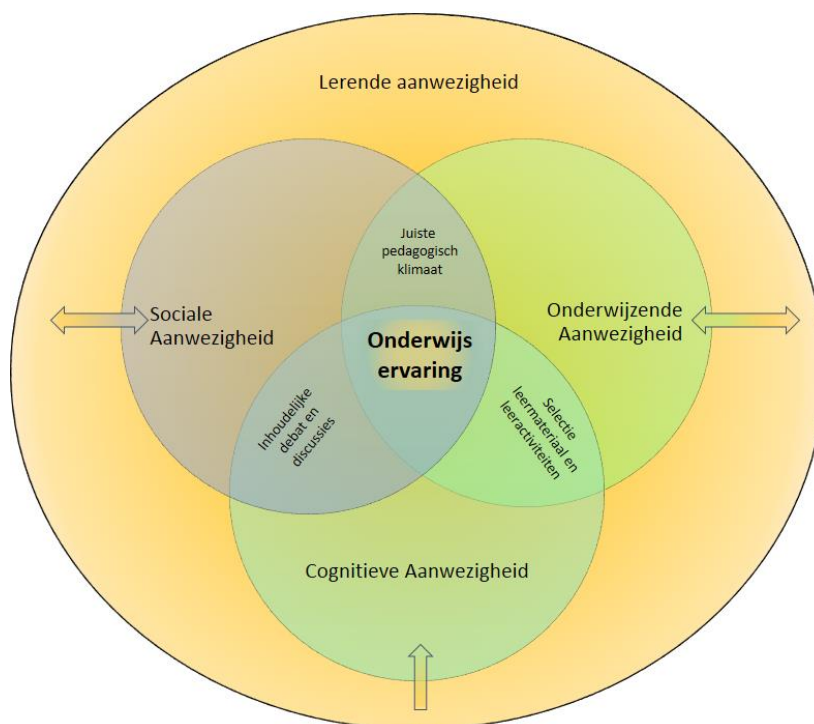 Lerende aanwezigheid
Juiste
pedagogisch
klimaat
Sociale
Aanwezigheid
Onderwijzende
Aanwezigheid
Onderwijs
ervaring
Inhoudelijke
debat en
discussies
Selectie
leermateriaal en
leeractiviteiten
Cognitieve Aanwezigheid